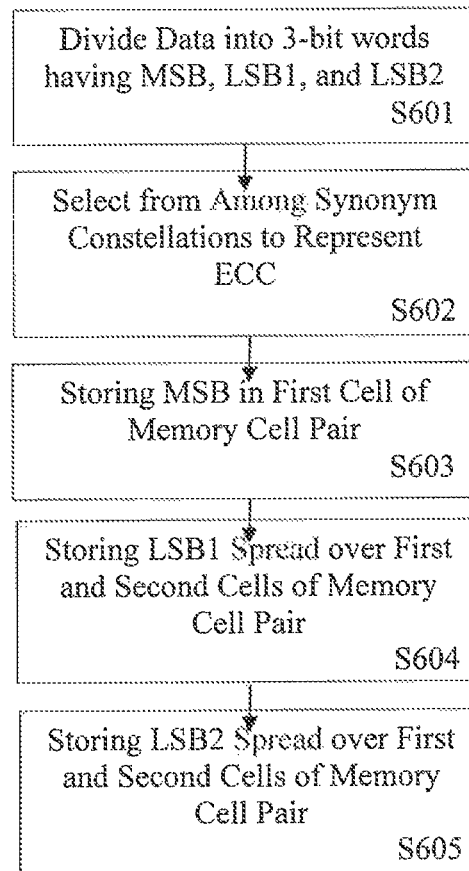 Divide Data into 3-bit words
having MSB, LSB1, and LSB2
S601
Select from Among Synonym
Constellations to Represent
ECC
S602
Storing MSB in First Cell of
Memory Cell Pair
S603
Storing LSB1 Spread over First
and Second Cells of Memory
Cell Pair
S604
Storing LSB2 Spread over First
and Second Cells of Memory
Cell Pair
S605